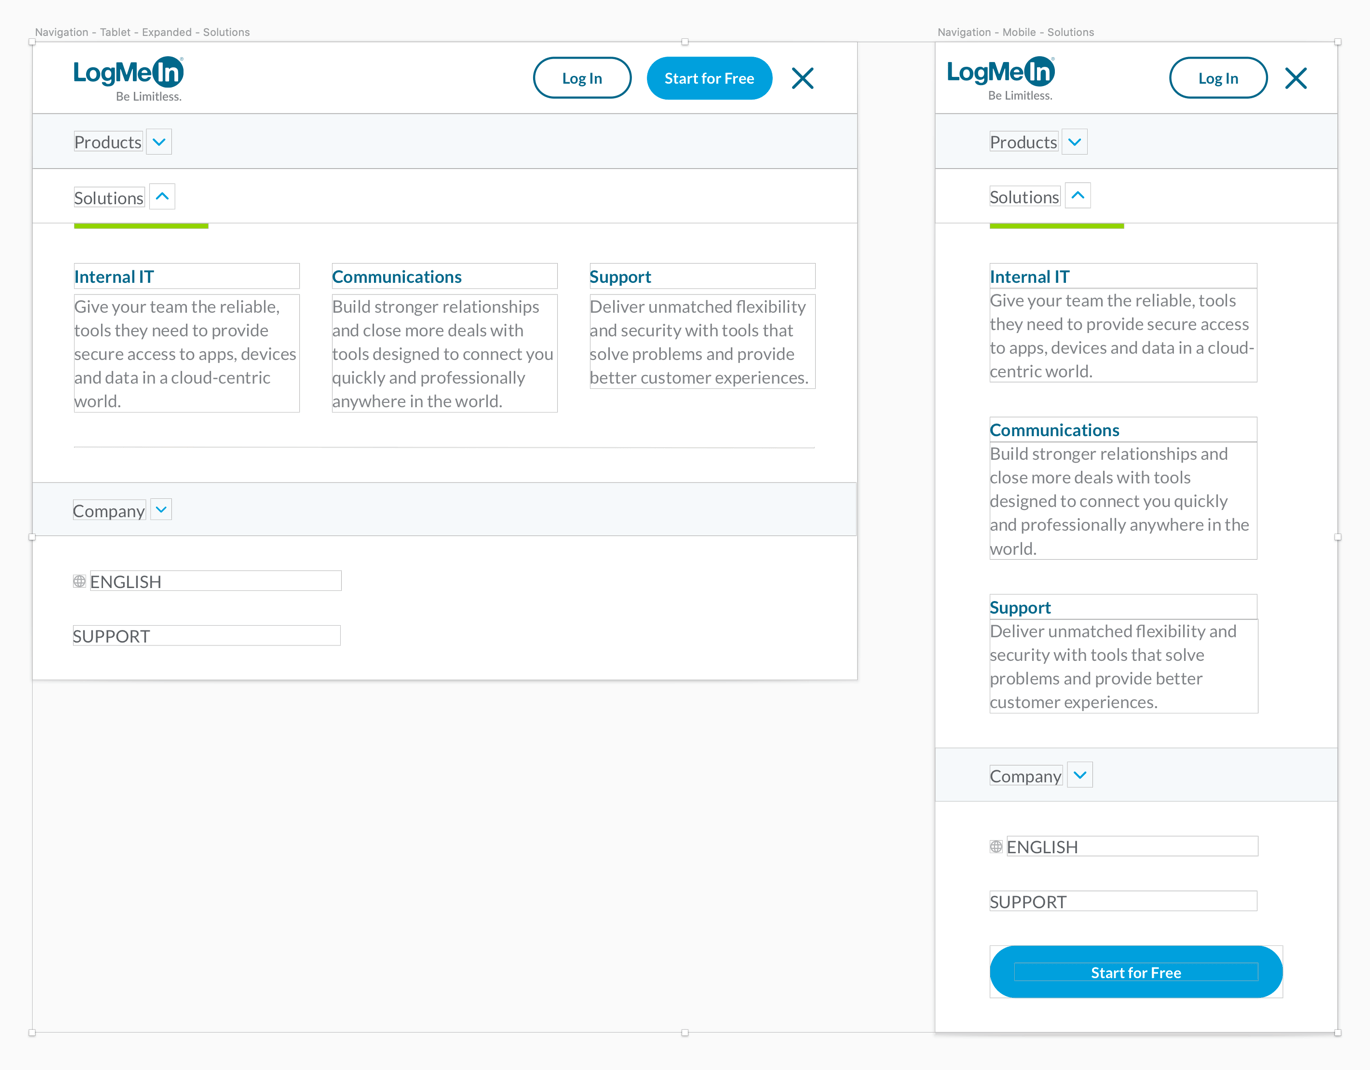 Navigation - Tablet - Expanded - Solutions
LogMeIn
Be Limitless.
Log In
Start for Free
Products
Solutions
Internal IT
Give your team the reliable,
tools they need to provide
secure access to apps, devices
and data in a cloud-centric
world.
Communications
Build stronger relationships
and close more deals with
tools designed to connect you
quickly and professionally
anywhere in the world.
Support
Deliver unmatched flexibility
and security with tools that
solve problems and provide
better customer experiences.
Company
ENGLISH
SUPPORT
Navigation - Mobile - Solutions
LogMeIn
Be Limitless.
Log In
Products
Solutions
Internal IT
Give your team the reliable, tools
they need to provide secure access
to apps, devices and data in a cloud-
centric world.
Communications
Build stronger relationships and
close more deals with tools
designed to connect you quickly
and professionally anywhere in the
world.
Support
Deliver unmatched flexibility and
security with tools that solve
problems and provide better
customer experiences.
Company
ENGLISH
SUPPORT
Start for Free